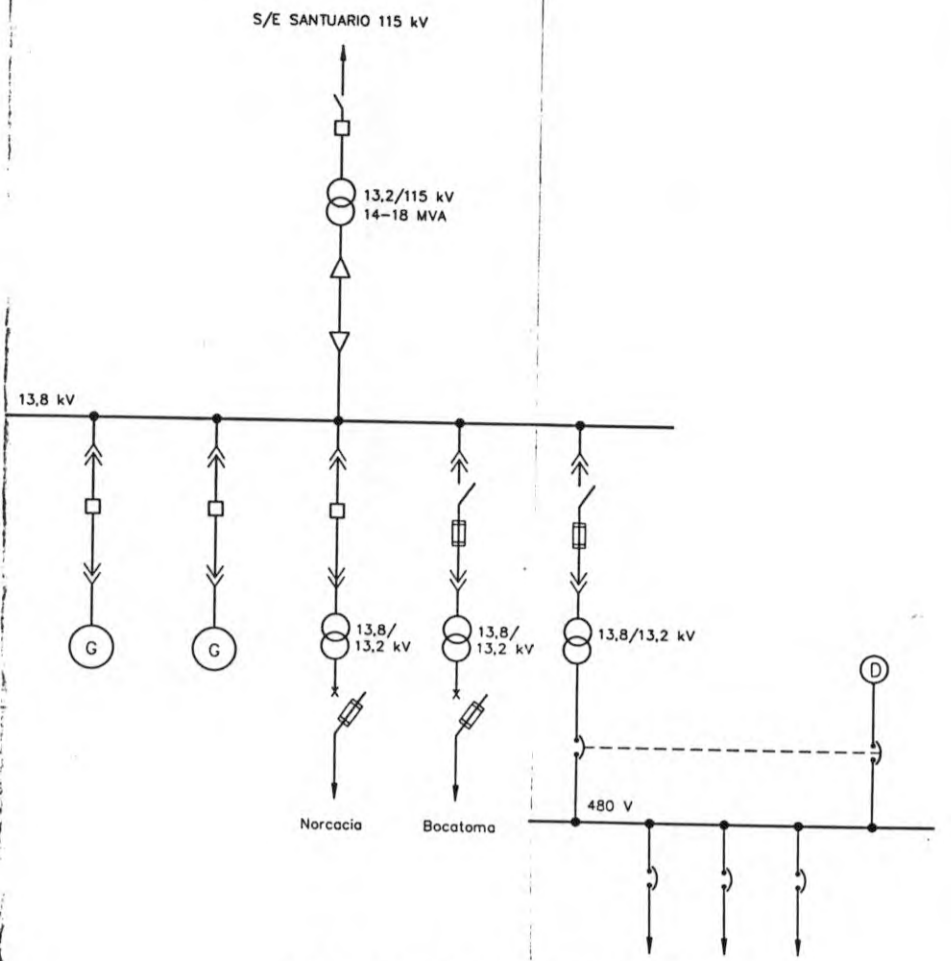 S/E SANTUARIO 115 kV
13,2/115 kV
14-18 MVA
13,8 kV
G
G
13,8/
13,2 kV
13,8/
13,2 kV
13,8/13,2 kV
D
480 V
Norcacia
Bocatoma